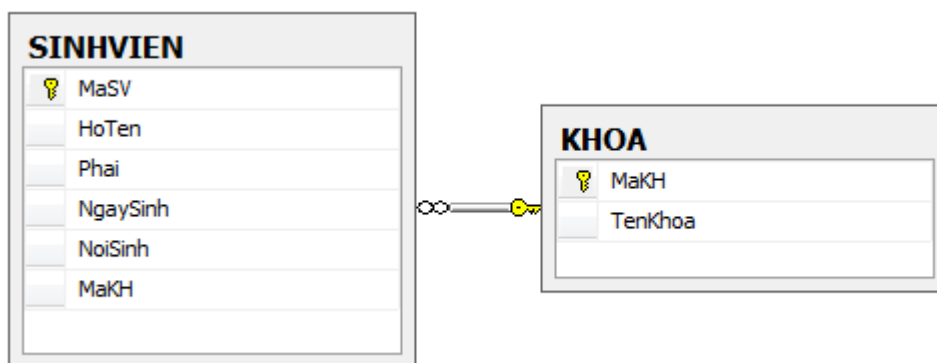 SINHVIEN
MaSV
HoTen
Phai
NgaySinh
NoiSinh
MaKH
KHOA
MaKH
TenKhoa